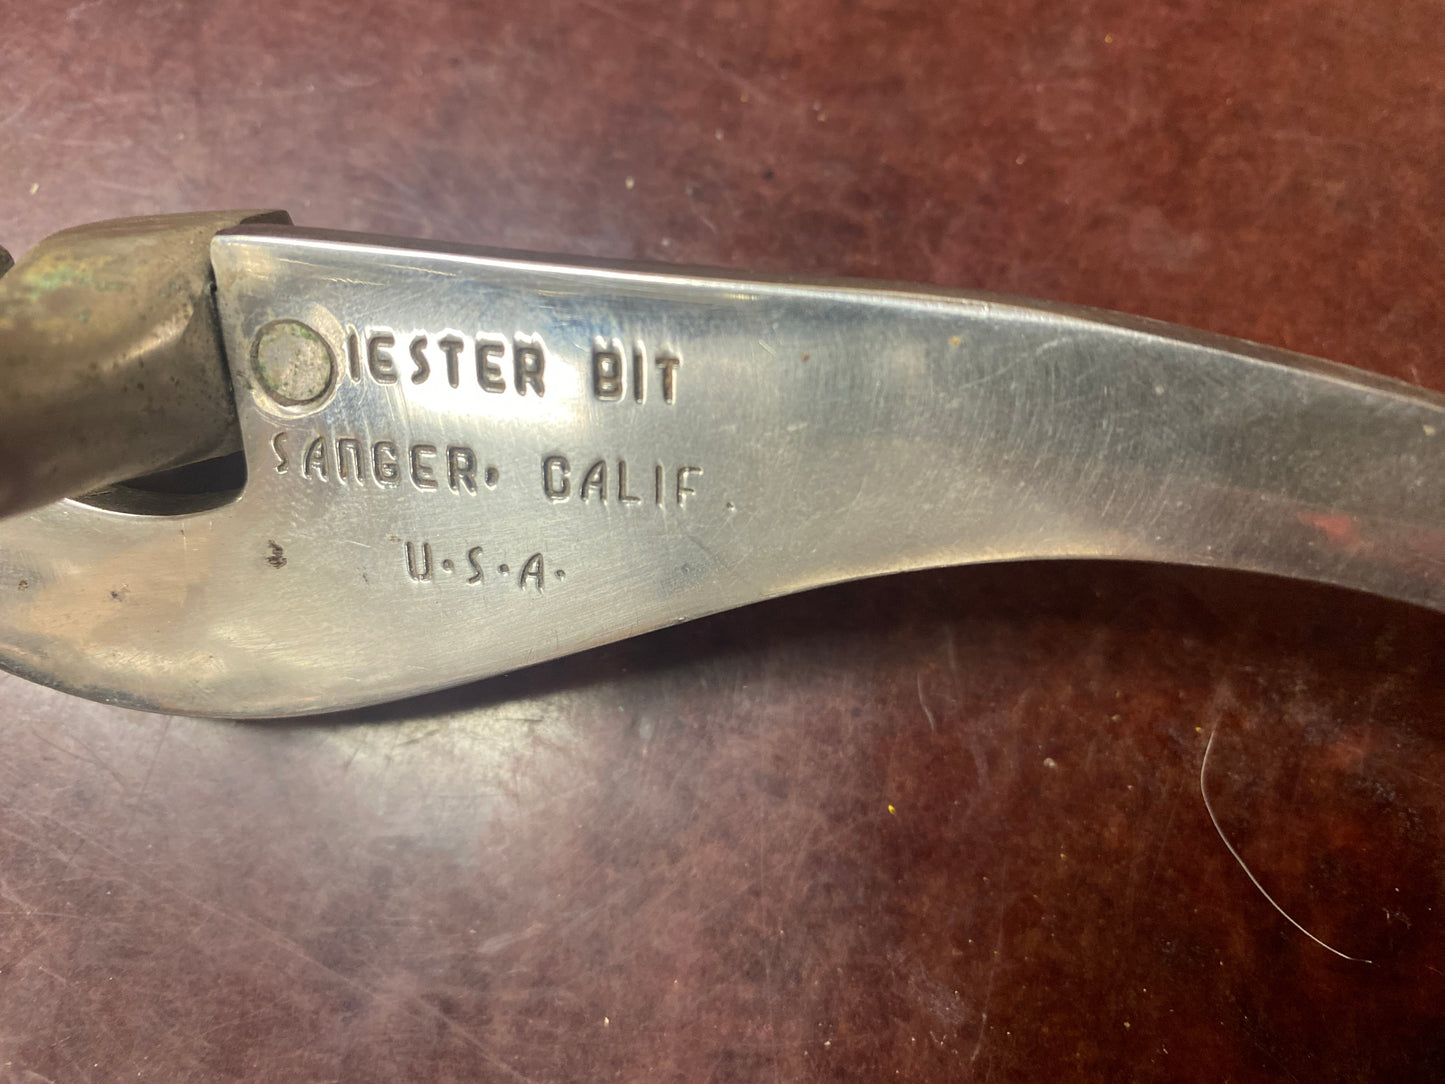 IESTER BIT
SANGER, CALIF.
U·S·A·